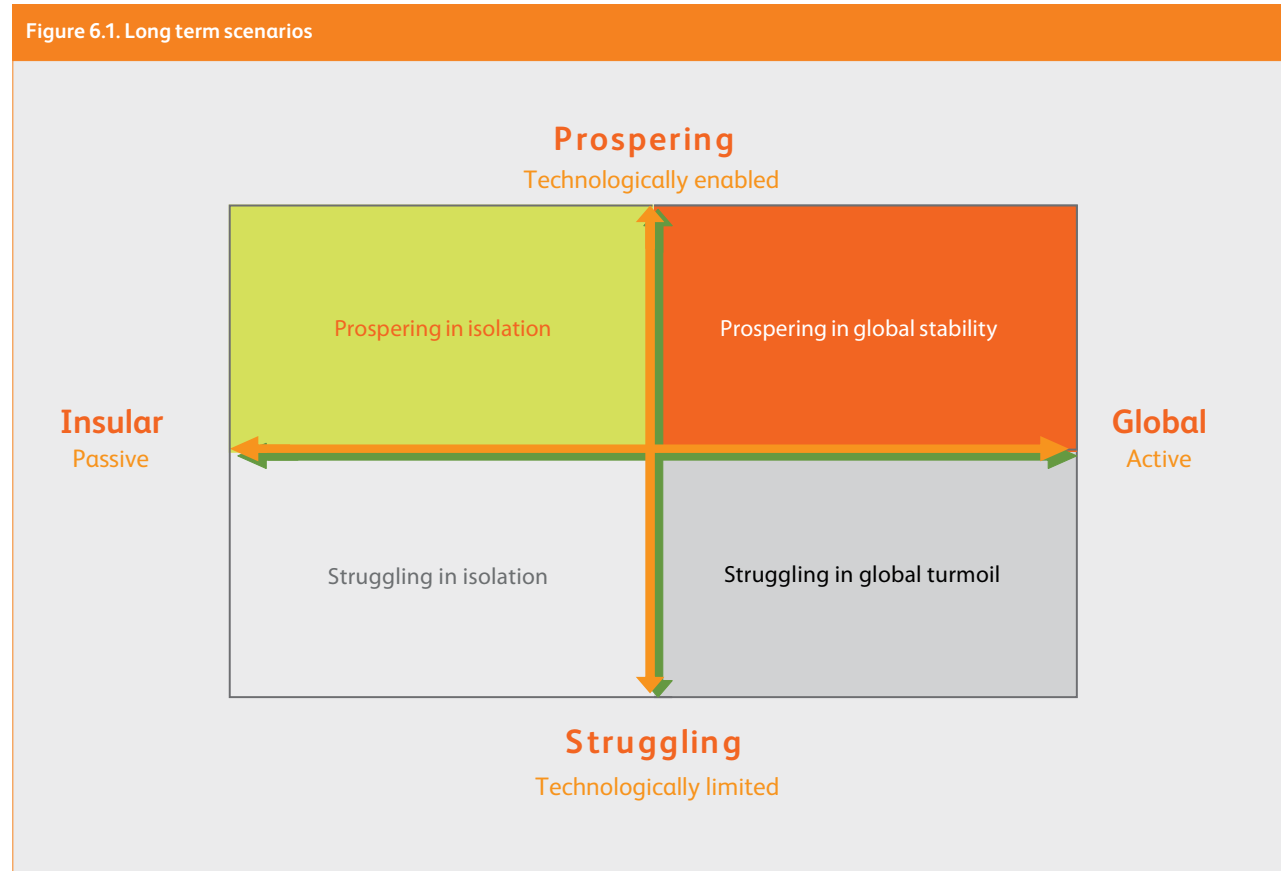 Figure 6.1. Long term scenarios
Prospering
Technologically enabled
Prospering in isolation
Prospering in global stability
Insular
Passive
Global
Active
Struggling in isolation
Struggling in global turmoil
Struggling
Technologically limited